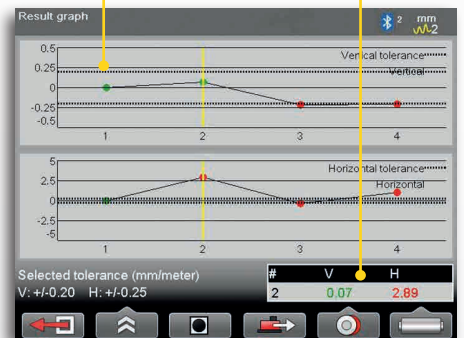 Result graph
2 mm
2
0.5
0.25
0
-0.25
-0.5
Vertical tolerance
Vertical
1 2 3 4
5
2.5
0
-2.5
-5
Horizontal tolerance
Horizontal
1 2 3 4
Selected tolerance (mm/meter)
V: +/-0.20 H: +/-0.25
# V H
2 0.07 2.89